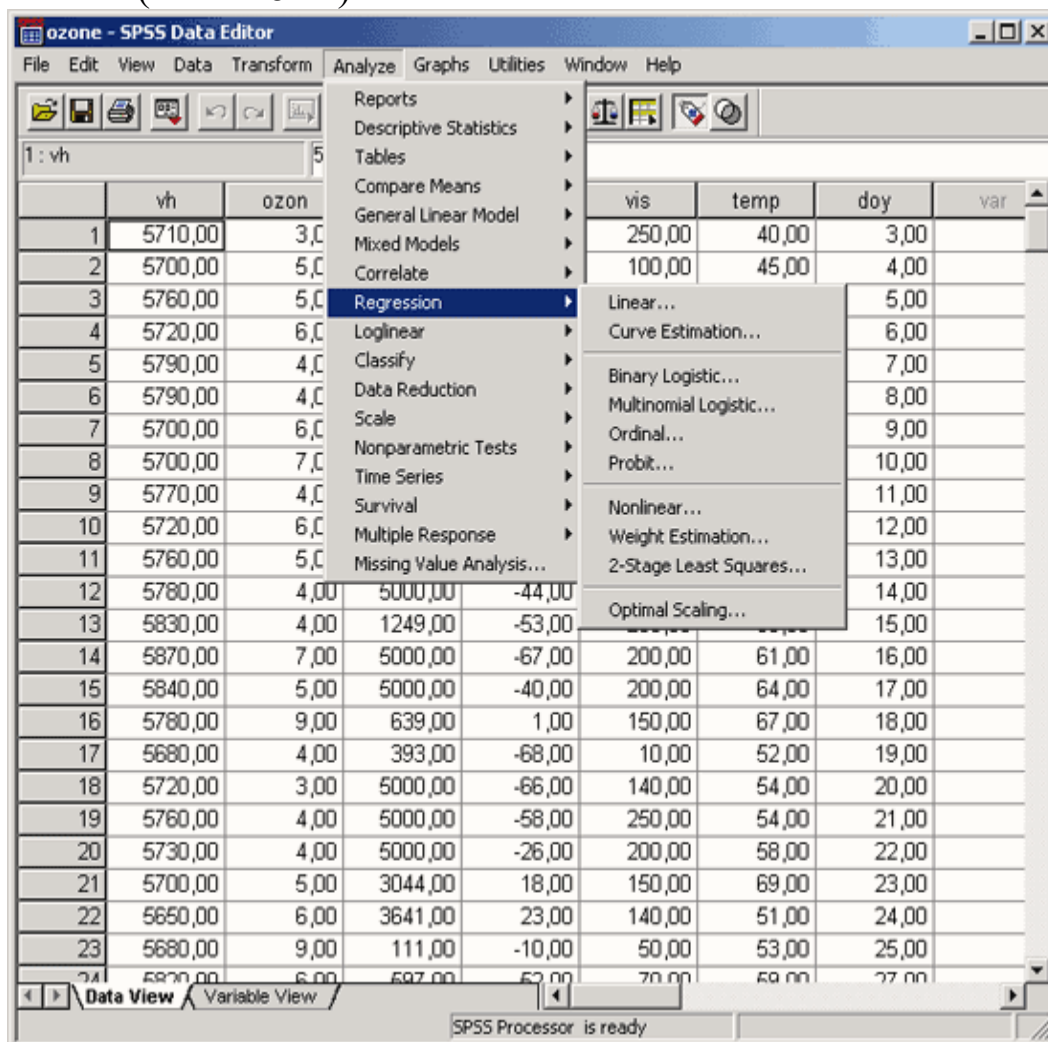 ozone - SPSS Data Editor
File Edit View Data Transform Analyze Graphs Utilities Window Help
1 : vh 5
vh ozon vis temp doy var
Reports
Descriptive Statistics
Tables
Compare Means
General Linear Model
Mixed Models
Correlate
Regression
Loglinear
Classify
Data Reduction
Scale
Nonparametric Tests
Time Series
Survival
Multiple Response
Missing Value Analysis...
Linear...
Curve Estimation...
Binary Logistic...
Multinomial Logistic...
Ordinal...
Probit...
Nonlinear...
Weight Estimation...
2-Stage Least Squares...
Optimal Scaling...
1 5710,00 3,0 250,00 40,00 3,00
2 5700,00 5,0 100,00 45,00 4,00
3 5760,00 5,0 5,00
4 5720,00 6,0 6,00
5 5790,00 4,0 7,00
6 5790,00 4,0 8,00
7 5700,00 6,0 9,00
8 5700,00 7,0 10,00
9 5770,00 4,0 11,00
10 5720,00 6,0 12,00
11 5760,00 5,0 13,00
12 5780,00 4,00 5000,00 -44,00 14,00
13 5830,00 4,00 1249,00 -53,00 15,00
14 5870,00 7,00 5000,00 -67,00 200,00 61,00 16,00
15 5840,00 5,00 5000,00 -40,00 200,00 64,00 17,00
16 5780,00 9,00 639,00 1,00 150,00 67,00 18,00
17 5680,00 4,00 393,00 -68,00 10,00 52,00 19,00
18 5720,00 3,00 5000,00 -66,00 140,00 54,00 20,00
19 5760,00 4,00 5000,00 -58,00 250,00 54,00 21,00
20 5730,00 4,00 5000,00 -26,00 200,00 58,00 22,00
21 5700,00 5,00 3044,00 18,00 150,00 69,00 23,00
22 5650,00 6,00 3641,00 23,00 140,00 51,00 24,00
23 5680,00 9,00 111,00 -10,00 50,00 53,00 25,00
Data View Variable View
SPSS Processor is ready